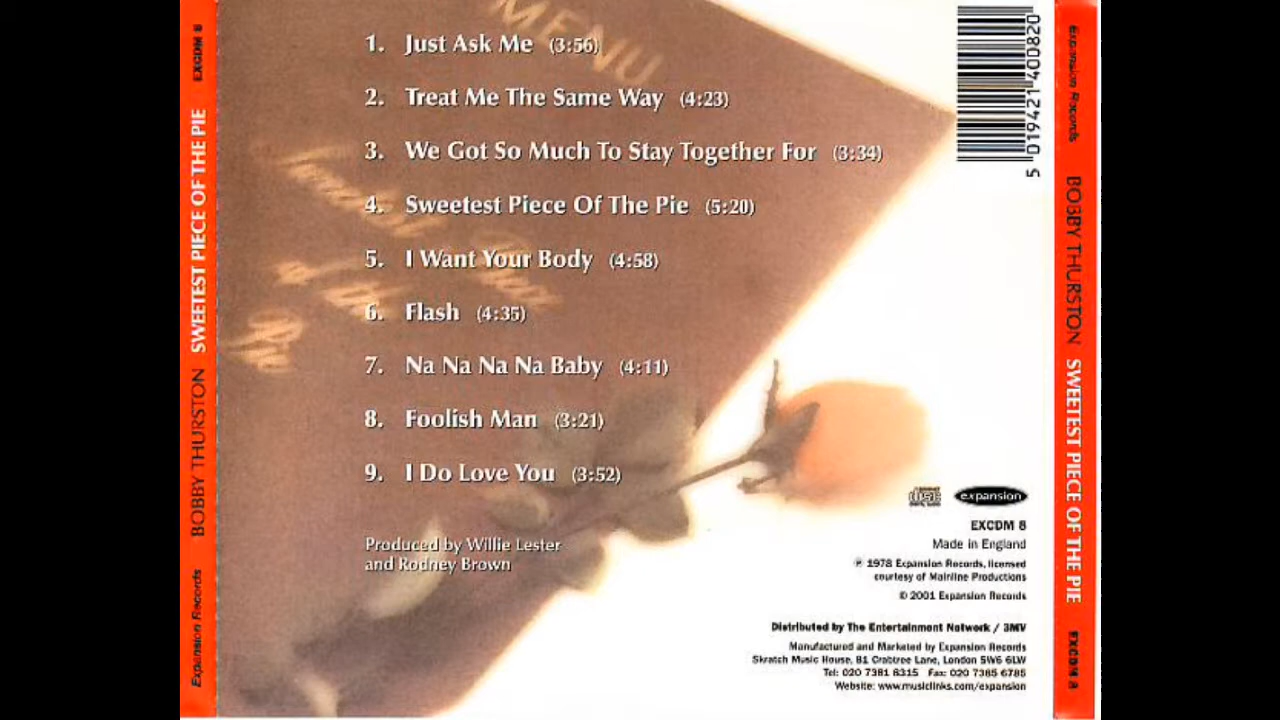 EXCDM 8
SWEETEST PIECE OF THE PIE
BOBBY THURSTON
Expansion Records
MENU
1. Just Ask Me (3:56)
2. Treat Me The Same Way (4:23)
3. We Got So Much To Stay Together For (3:34)
4. Sweetest Piece Of The Pie (5:20)
5. I Want Your Body (4:58)
6. Flash (4:35)
7. Na Na Na Na Baby (4:11)
8. Foolish Man (3:21)
9. I Do Love You (3:52)
Produced by Willie Lester
and Rodney Brown
5 019421 400820
expansion
EXCDM 8
Made in England
℗ 1978 Expansion Records, licensed
courtesy of Mainline Productions
© 2001 Expansion Records
Distributed by The Entertainment Network / 3MV
Manufactured and Marketed by Expansion Records
Skratch Music House, 81 Crabtree Lane, London SW6 6LW
Tel: 020 7381 8315 Fax: 020 7385 6785
Website: www.musiclinks.com/expansion
Expansion Records
BOBBY THURSTON
SWEETEST PIECE OF THE PIE
EXCDM 8